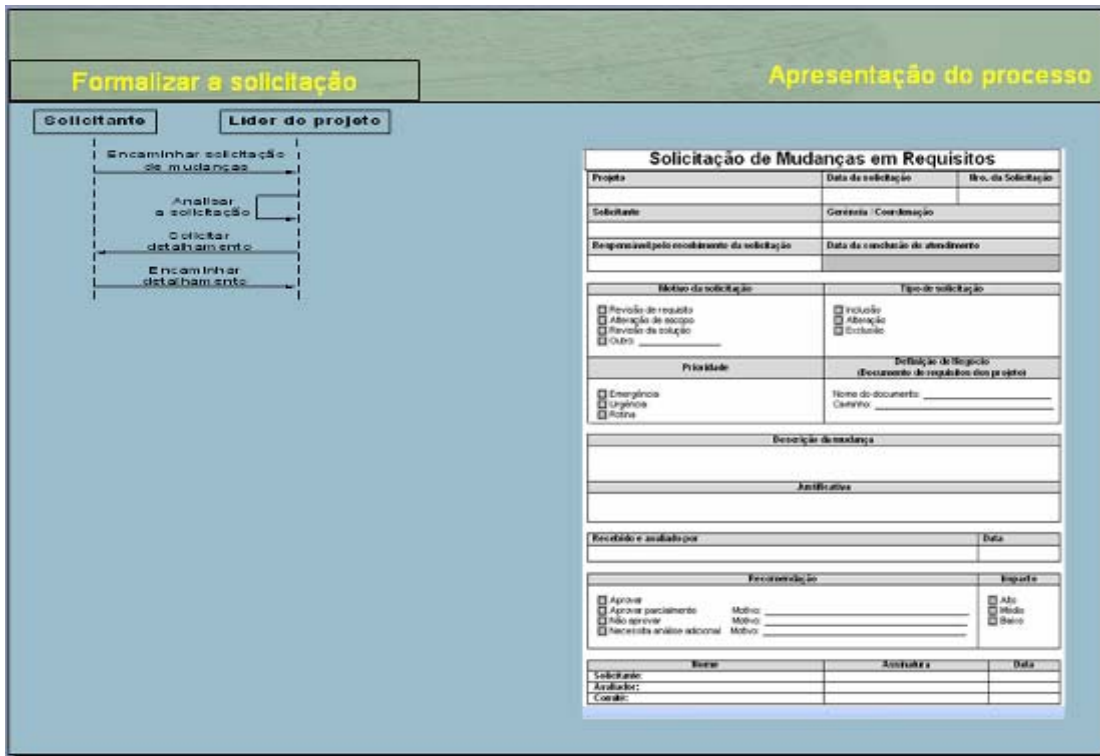 Formalizar a solicitação
Apresentação do processo
Solicitante
Líder do projeto
Encaminhar solicitação
de mudanças
Analisar
a solicitação
Solicitar
detalhamento
Encaminhar
detalhamento
Solicitação de Mudanças em Requisitos
Projeto Data da solicitação Nro. da Solicitação
Solicitante Gerência / Coordenação
Responsável pelo recebimento da solicitação Data da conclusão do atendimento
Motivo da solicitação Tipo de solicitação
Revisão de requisito Inclusão
Alteração de escopo Alteração
Revisão da solução Exclusão
Outro:
Prioridade Definição de Negócio
(Documento de requisitos dos projeto)
Emergência Nome do documento:
Urgência Caminho:
Rotina
Descrição da mudança
Justificativa
Recebido e avaliado por Data
Recomendação Impacto
Aprovar Alto
Aprovar parcialmente Motivo: Médio
Não aprovar Motivo: Baixo
Necessita análise adicional Motivo:
Nome Assinatura Data
Solicitante:
Avaliador:
Comitê: